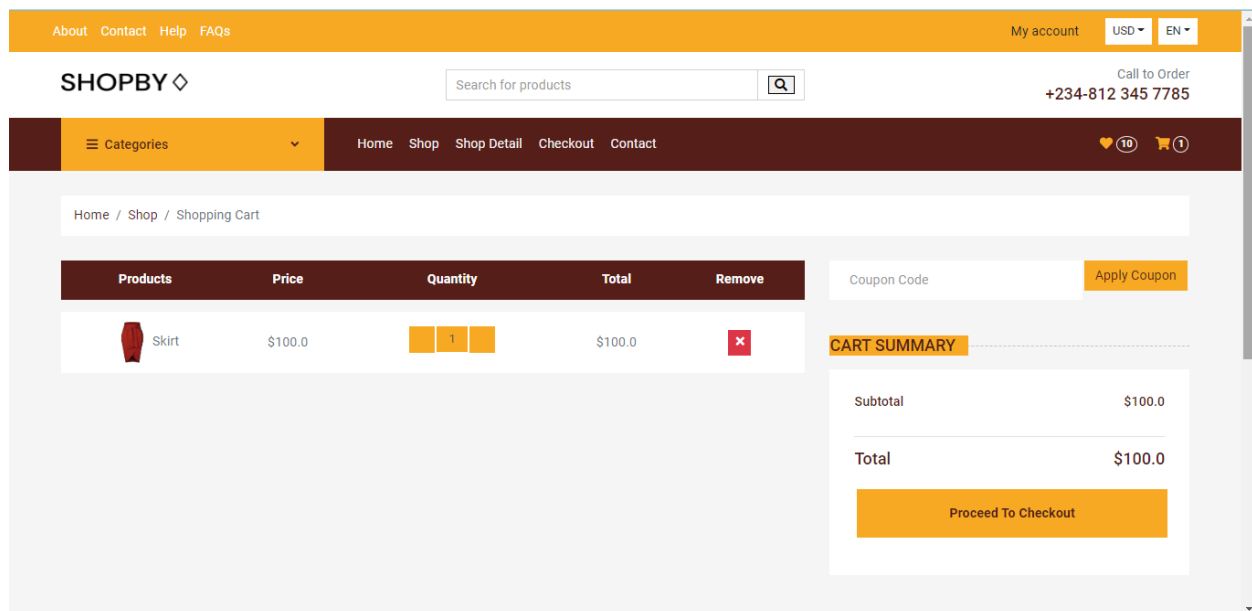 About Contact Help FAQs My account USD EN
SHOPBY Search for products Call to Order
+234-812 345 7785
Categories Home Shop Shop Detail Checkout Contact 10 1
Home / Shop / Shopping Cart
Products Price Quantity Total Remove Coupon Code Apply Coupon
Skirt $100.0 1 $100.0
CART SUMMARY
Subtotal $100.0
Total $100.0
Proceed To Checkout